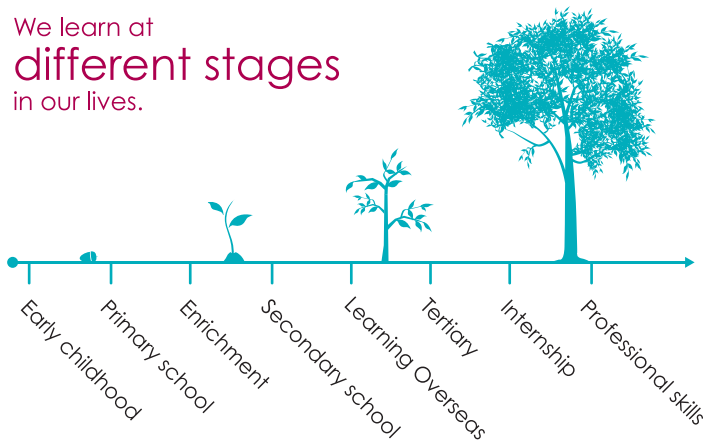 We learn at
different stages
in our lives.
Early childhood
Primary school
Enrichment
Secondary school
Learning Overseas
Tertiary
Internship
Professional skills